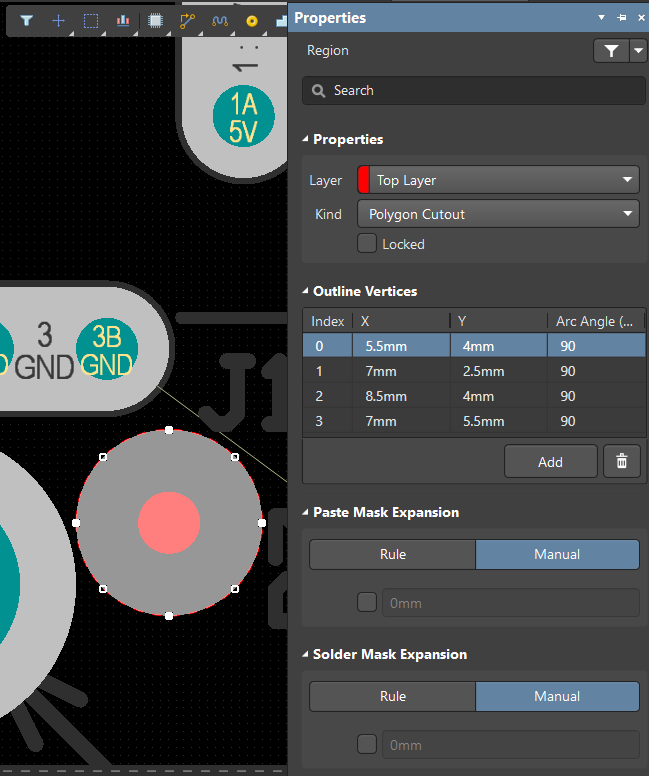 Properties
Region
Search
Properties
Layer Top Layer
Kind Polygon Cutout
Locked
Outline Vertices
Index X Y Arc Angle (...
0 5.5mm 4mm 90
1 7mm 2.5mm 90
2 8.5mm 4mm 90
3 7mm 5.5mm 90
Add
Paste Mask Expansion
Rule Manual
0mm
Solder Mask Expansion
Rule Manual
0mm
1
1A
5V
3
GND
3B
GND
D
J1